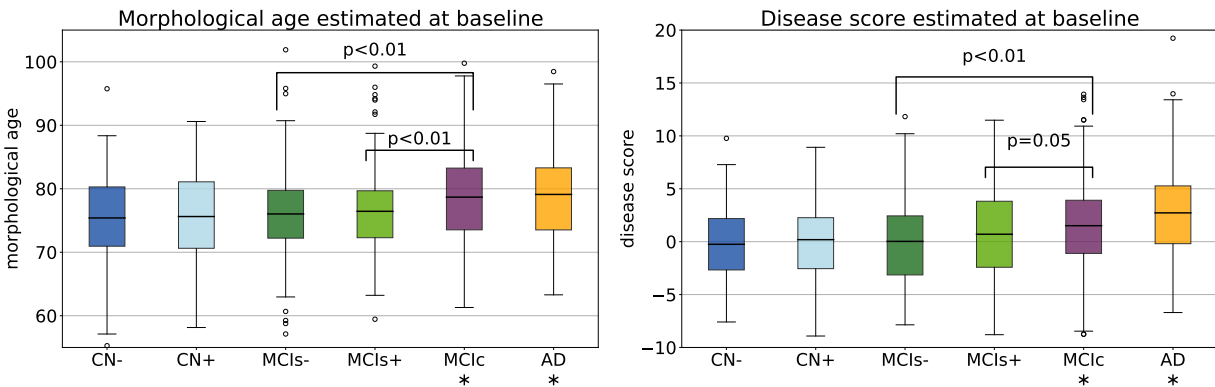 Morphological age estimated at baseline
morphological age
100
90
80
70
60
p<0.01
p<0.01
CN- CN+ MCIs- MCIs+ MCIc AD
* *
Disease score estimated at baseline
disease score
20
15
10
5
0
−5
−10
p<0.01
p=0.05
CN- CN+ MCIs- MCIs+ MCIc AD
* *